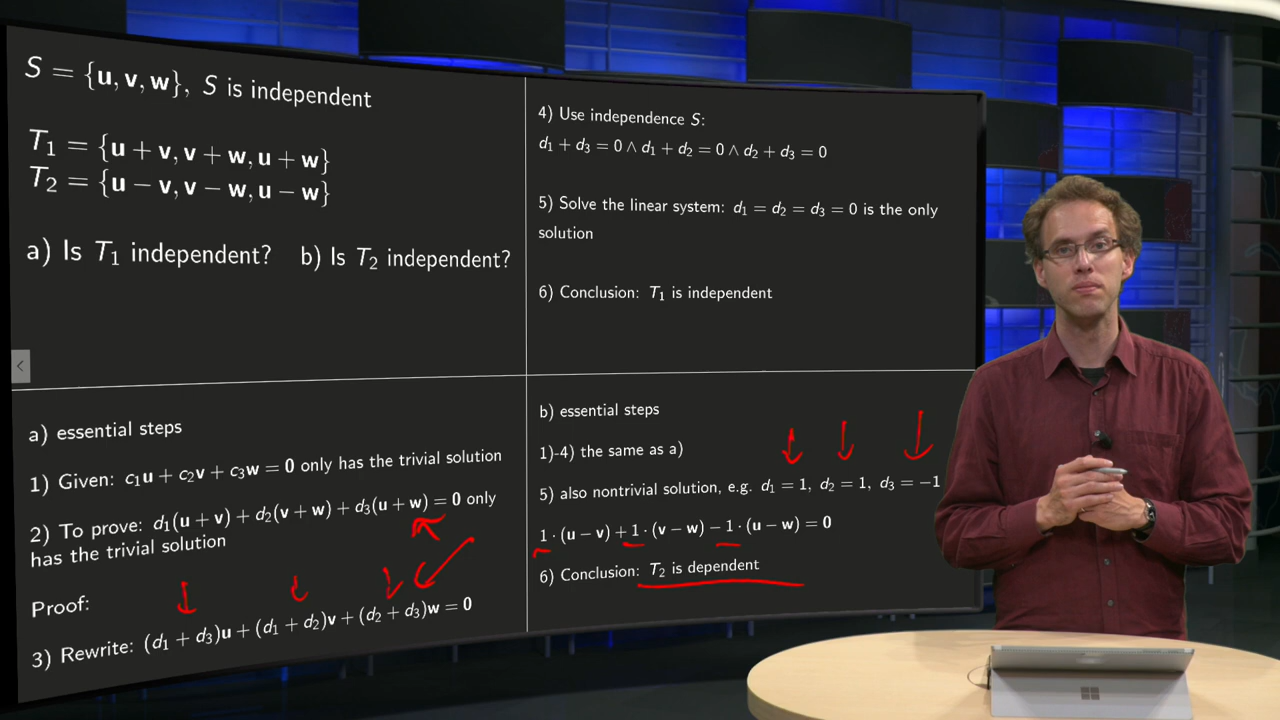 S = {u, v, w}, S is independent
T₁ = {u + v, v + w, u + w}
T₂ = {u − v, v − w, u − w}
a) Is T₁ independent? b) Is T₂ independent?
a) essential steps
1) Given: c₁u + c₂v + c₃w = 0 only has the trivial solution
2) To prove: d₁(u + v) + d₂(v + w) + d₃(u + w) = 0 only
has the trivial solution
Proof:
3) Rewrite: (d₁ + d₃)u + (d₁ + d₂)v + (d₂ + d₃)w = 0
4) Use independence S:
d₁ + d₃ = 0 ∧ d₁ + d₂ = 0 ∧ d₂ + d₃ = 0
5) Solve the linear system: d₁ = d₂ = d₃ = 0 is the only
solution
6) Conclusion: T₁ is independent
b) essential steps
1)-4) the same as a)
5) also nontrivial solution, e.g. d₁ = 1, d₂ = 1, d₃ = −1
1 · (u − v) + 1 · (v − w) − 1 · (u − w) = 0
6) Conclusion: T₂ is dependent